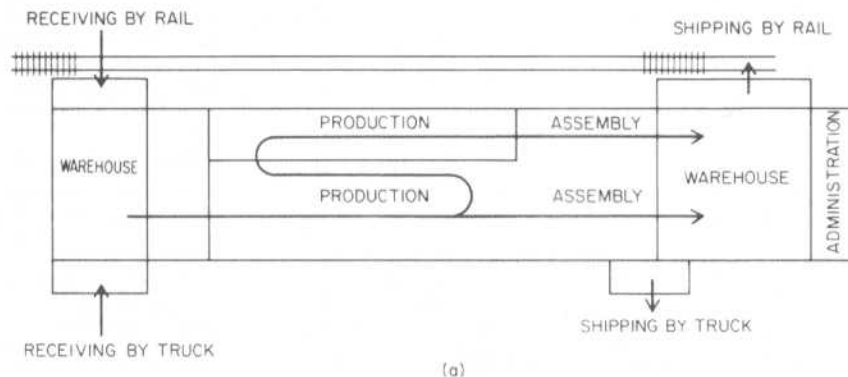 RECEIVING BY RAIL
SHIPPING BY RAIL
PRODUCTION
ASSEMBLY
WAREHOUSE
WAREHOUSE
PRODUCTION
ASSEMBLY
ADMINISTRATION
SHIPPING BY TRUCK
RECEIVING BY TRUCK
(a)